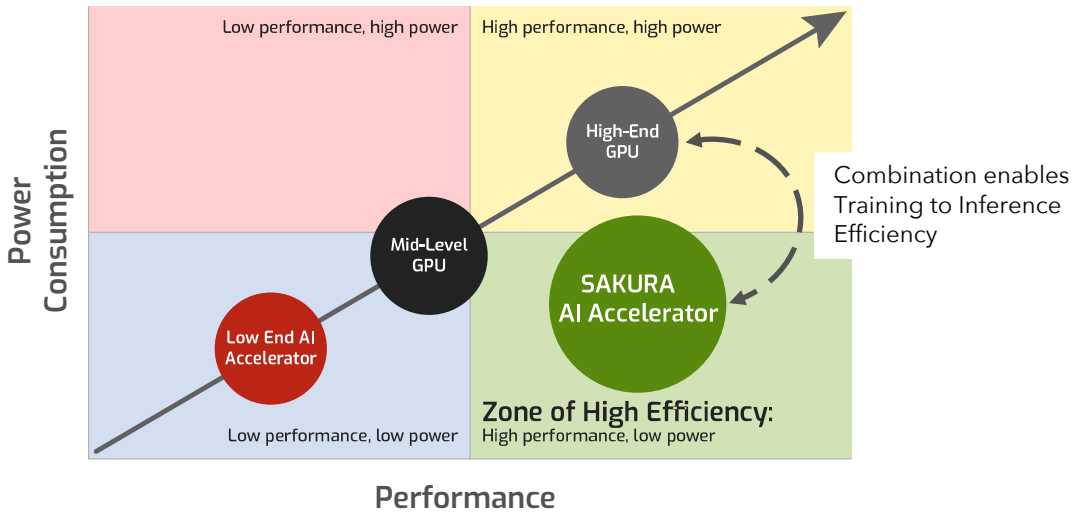 Low performance, high power
High performance, high power
High-End
GPU
Combination enables
Training to Inference
Efficiency
Power
Consumption
Mid-Level
GPU
SAKURA
AI Accelerator
Low End AI
Accelerator
Zone of High Efficiency:
Low performance, low power
High performance, low power
Performance